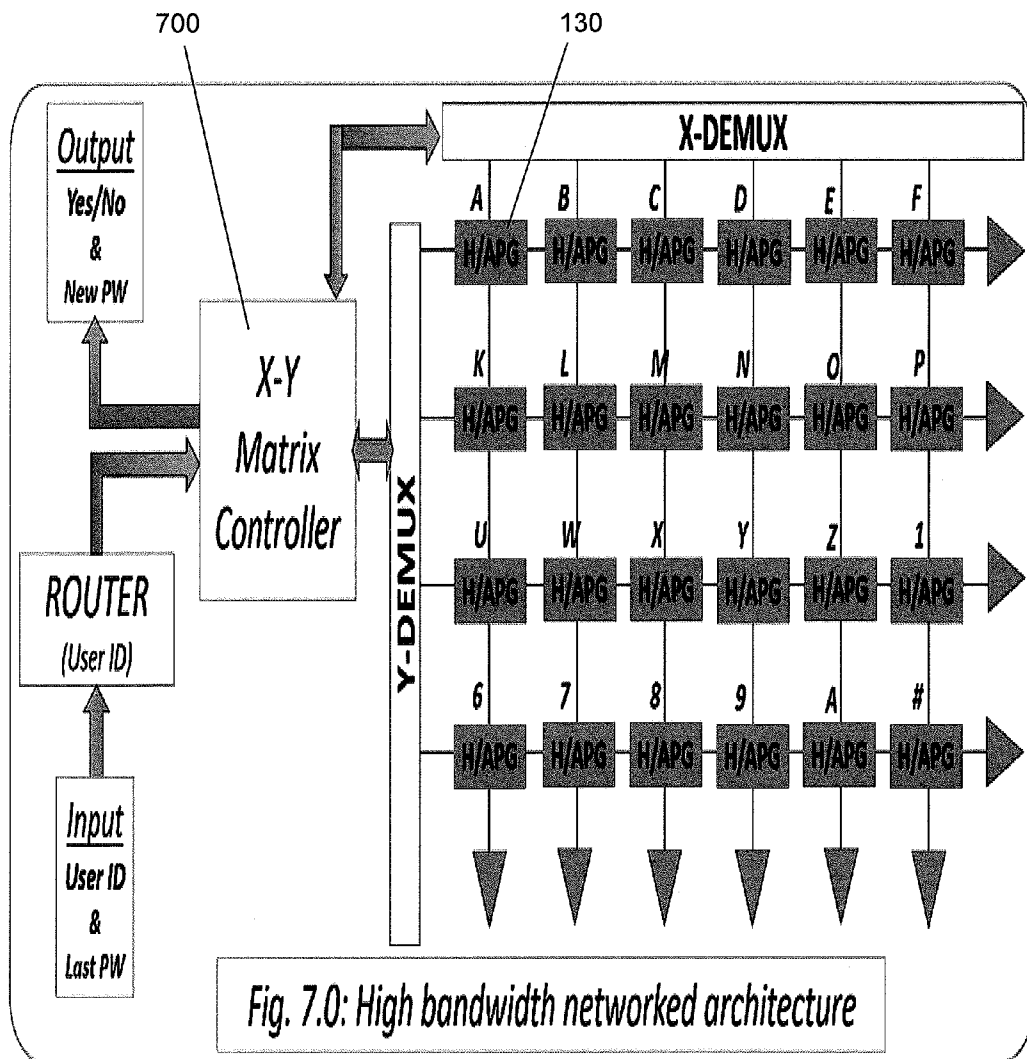 700
130
Output
Yes/No
&
New PW
X-DEMUX
A B C D E F
H/APG H/APG H/APG H/APG H/APG H/APG
X-Y
Matrix
Controller
Y-DEMUX
K L M N O P
H/APG H/APG H/APG H/APG H/APG H/APG
ROUTER
(User ID)
U W X Y Z 1
H/APG H/APG H/APG H/APG H/APG H/APG
6 7 8 9 A #
H/APG H/APG H/APG H/APG H/APG H/APG
Input
User ID
&
Last PW
Fig. 7.0: High bandwidth networked architecture